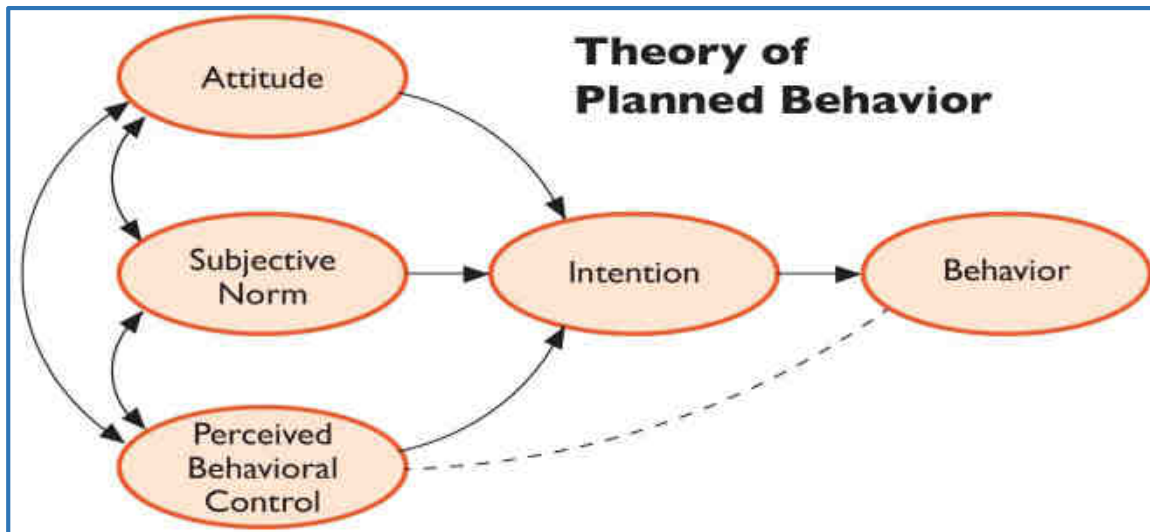 Theory of
Planned Behavior
Attitude
Subjective
Norm
Intention
Behavior
Perceived
Behavioral
Control